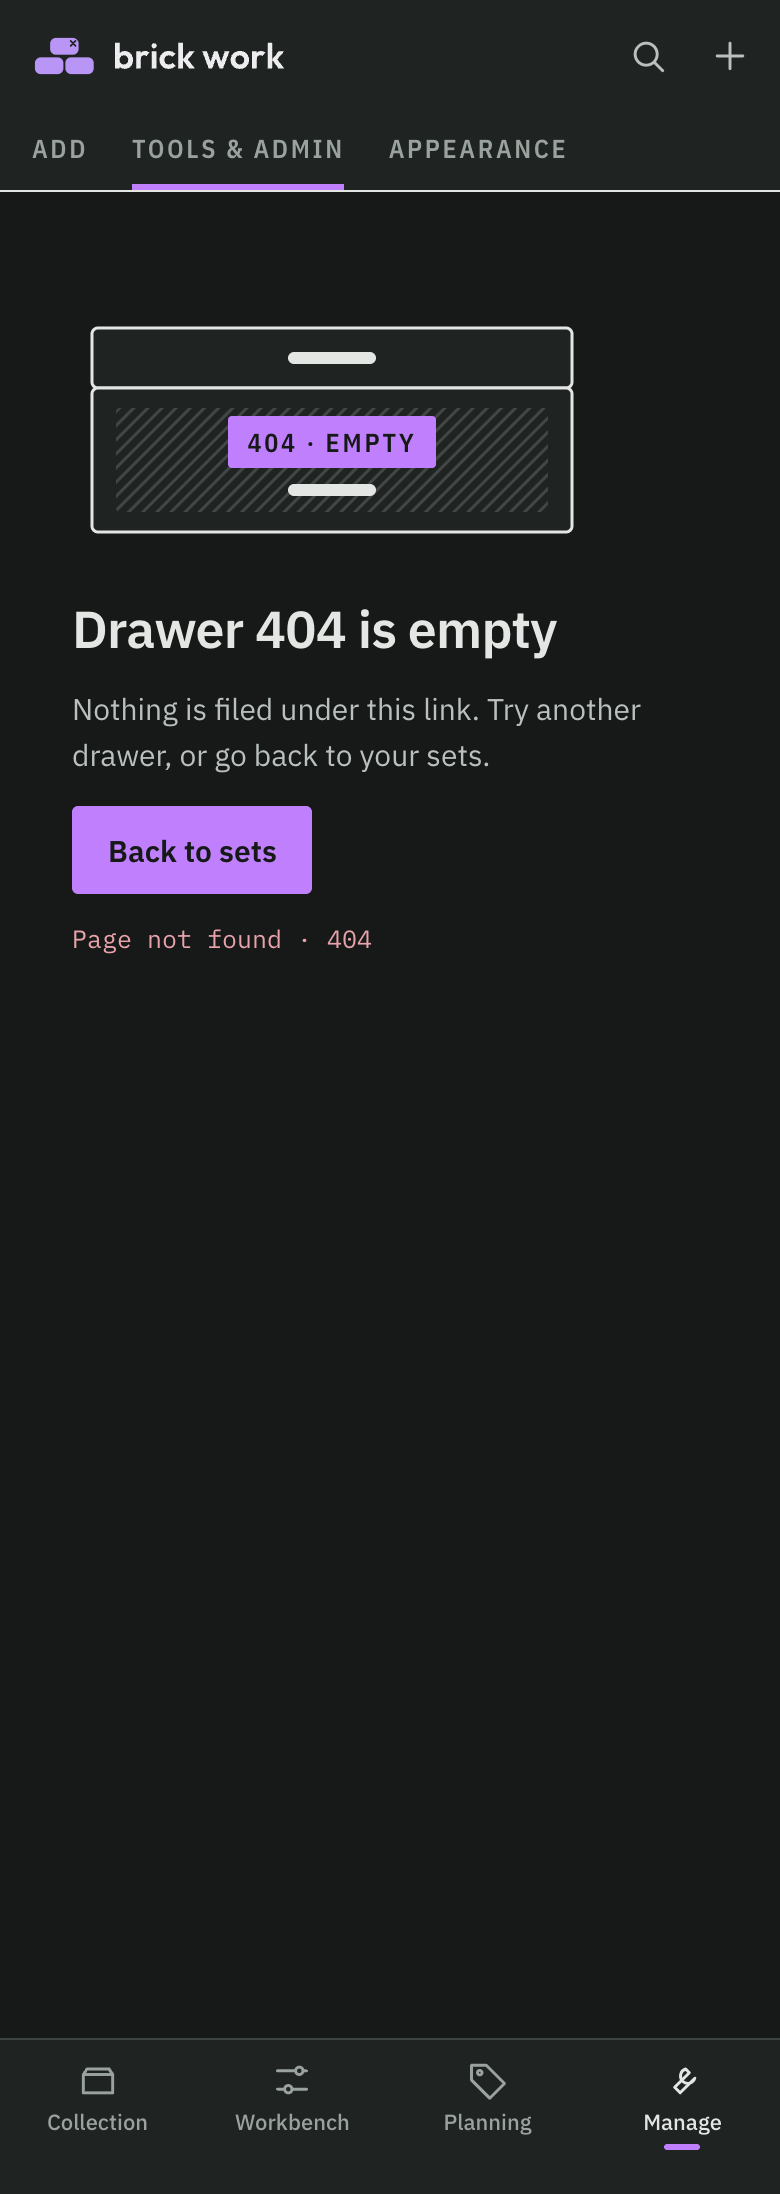 brick work
ADD TOOLS & ADMIN APPEARANCE
404 · EMPTY
Drawer 404 is empty
Nothing is filed under this link. Try another
drawer, or go back to your sets.
Back to sets
Page not found · 404
Collection Workbench Planning Manage